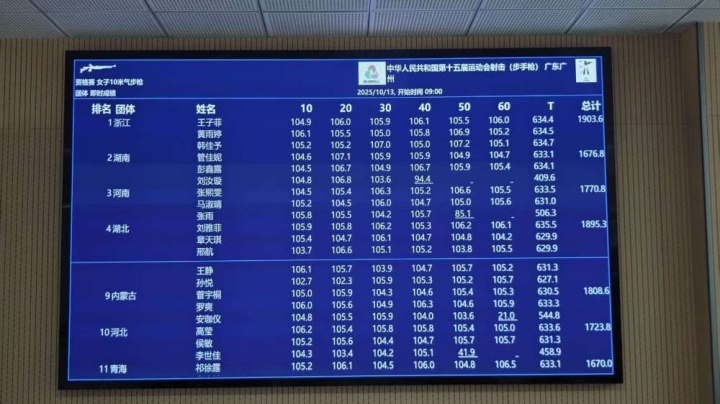 中华人民共和国第十五届运动会射击（步手枪） 广东广州
资格赛 女子10米气步枪
团体 即时成绩
2025/10/13, 开始时间 09:00
排名 团体 姓名 10 20 30 40 50 60 T 总计
1 浙江 王子菲 104.9 106.0 105.9 106.1 105.5 106.0 634.4 1903.6
黄雨婷 106.1 105.5 105.0 105.8 106.9 105.2 634.5
韩佳予 105.2 105.2 107.0 105.0 107.2 105.1 634.7
2 湖南 管佳妮 104.6 107.1 105.9 105.9 104.9 104.7 633.1 1676.8
彭鑫露 104.5 106.7 104.9 106.7 105.9 105.4 634.1
刘汝璇 104.8 106.8 103.6 94.4 _ 409.6
3 河南 张熙雯 104.5 105.4 106.3 105.2 106.6 105.5 633.5 1770.8
马淑晴 105.2 104.5 106.0 104.7 105.0 105.6 631.0
张雨 105.8 105.5 104.2 105.7 85.1 _ 506.3
4 湖北 刘雅菲 105.9 105.8 106.2 105.3 106.2 106.1 635.5 1895.3
章天琪 105.4 104.7 106.1 104.7 104.8 104.2 629.9
邢航 103.7 106.6 105.1 105.2 103.8 105.5 629.9
王静 106.1 105.7 103.9 104.7 105.7 105.2 631.3
孙悦 102.7 102.3 105.9 105.3 105.2 105.7 627.1
9 内蒙古 宇桐 105.0 105.9 104.3 104.6 105.4 105.3 630.5 1808.6
罗爽 106.0 105.6 104.9 106.3 104.6 105.9 633.3
安珈仪 104.8 105.5 105.9 104.0 103.6 21.0 544.8
10 河北 高莹 106.2 105.4 105.8 105.8 105.4 105.0 633.6 1723.8
侯敏 105.2 105.6 104.4 104.7 105.7 105.7 631.3
李世佳 104.3 103.4 104.2 105.1 41.9 _ 458.9
11 青海 祁徐露 105.2 106.1 104.5 106.0 104.8 106.5 633.1 1670.0